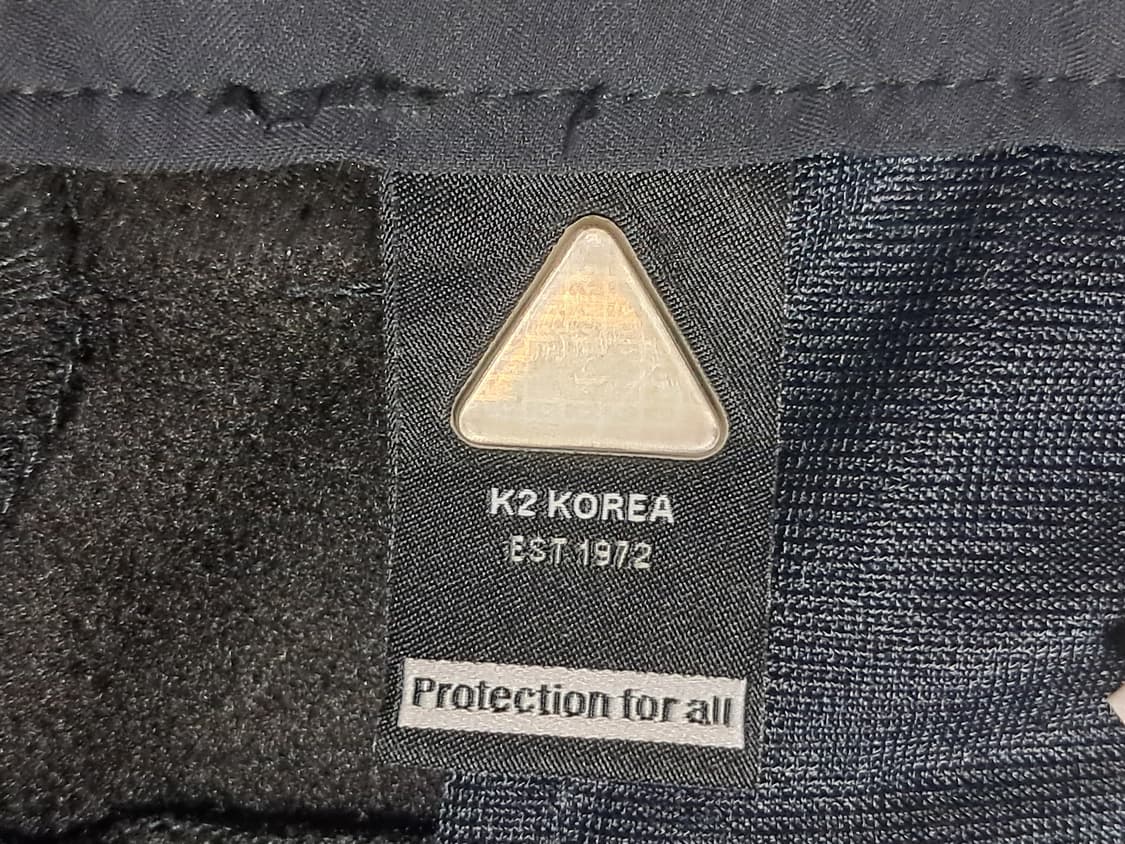 K2 KOREA
EST 1972
Protection for all